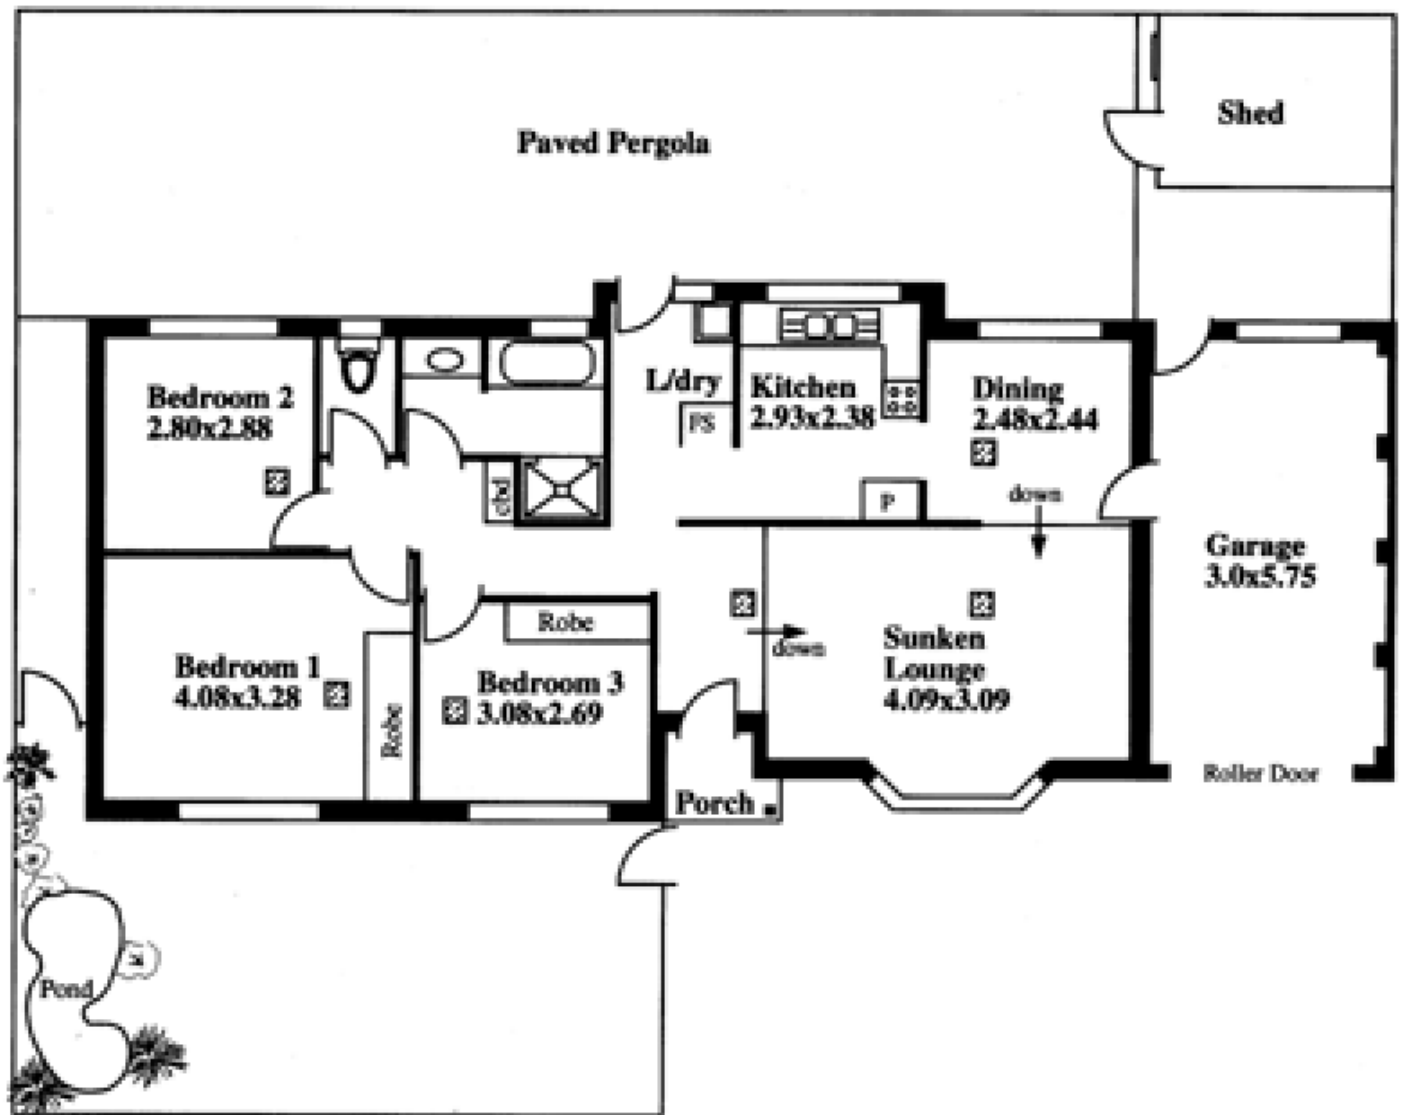 Paved Pergola
Shed
Bedroom 2
2.80x2.88
L/dry
FS
Kitchen
2.93x2.38
Dining
2.48x2.44
cbd
P
down
Garage
3.0x5.75
Robe
Bedroom 1
4.08x3.28
Robe
Bedroom 3
3.08x2.69
down
Sunken
Lounge
4.09x3.09
Roller Door
Porch
Pond